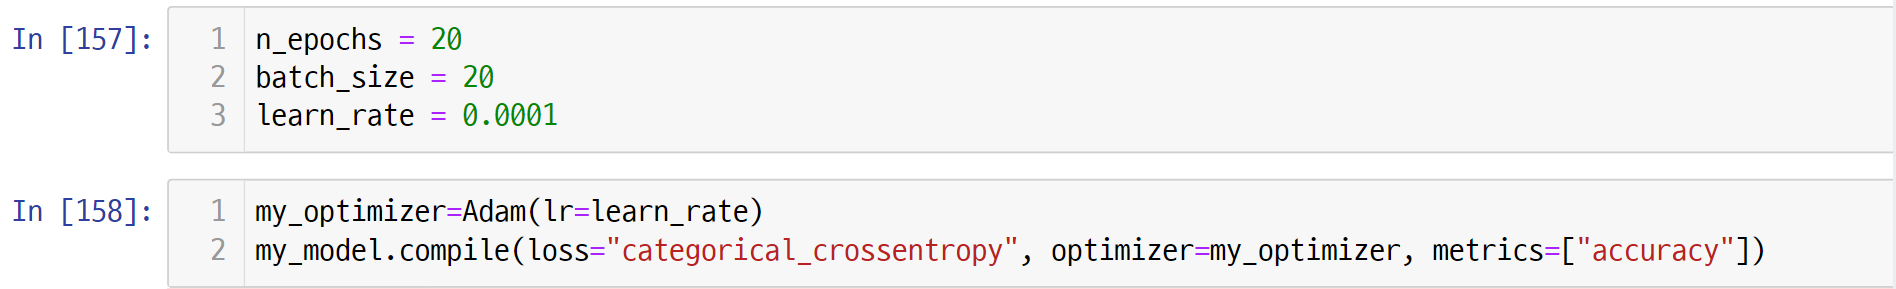 In [157]:
1 n_epochs = 20
2 batch_size = 20
3 learn_rate = 0.0001
In [158]:
1 my_optimizer=Adam(lr=learn_rate)
2 my_model.compile(loss="categorical_crossentropy", optimizer=my_optimizer, metrics=["accuracy"])